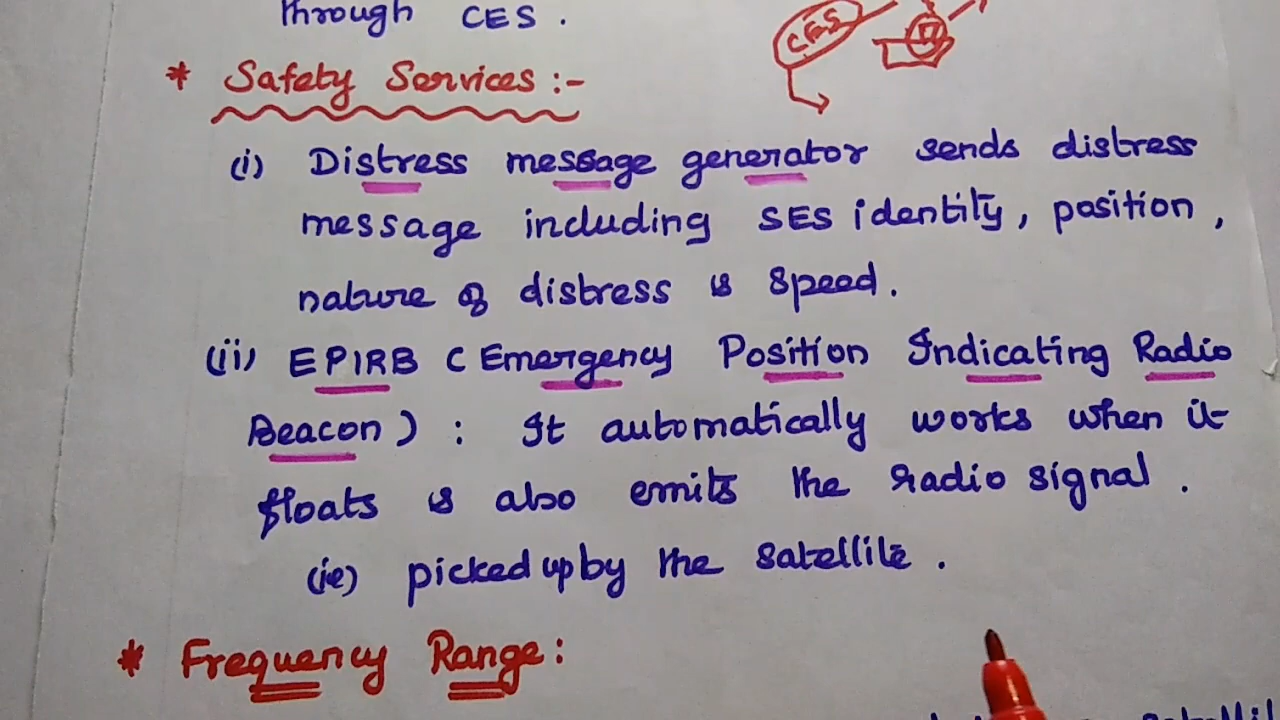 through CES .
CES
* Safety Services :-
(i) Distress message generator sends distress
message including SES identity, position,
nature of distress & speed.
(ii) EPIRB (Emergency Position Indicating Radio
Beacon) : It automatically works when it
floats & also emits the radio signal .
(ie) picked up by the satellite .
* Frequency Range :